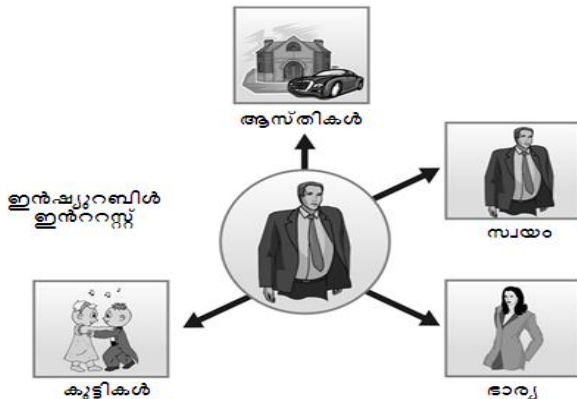 ആസ്തികൾ
ഇൻഷ്യുറബിൾ
ഇൻററസ്റ്റ്
സ്വയം
കുട്ടികൾ
ഭാര്യ